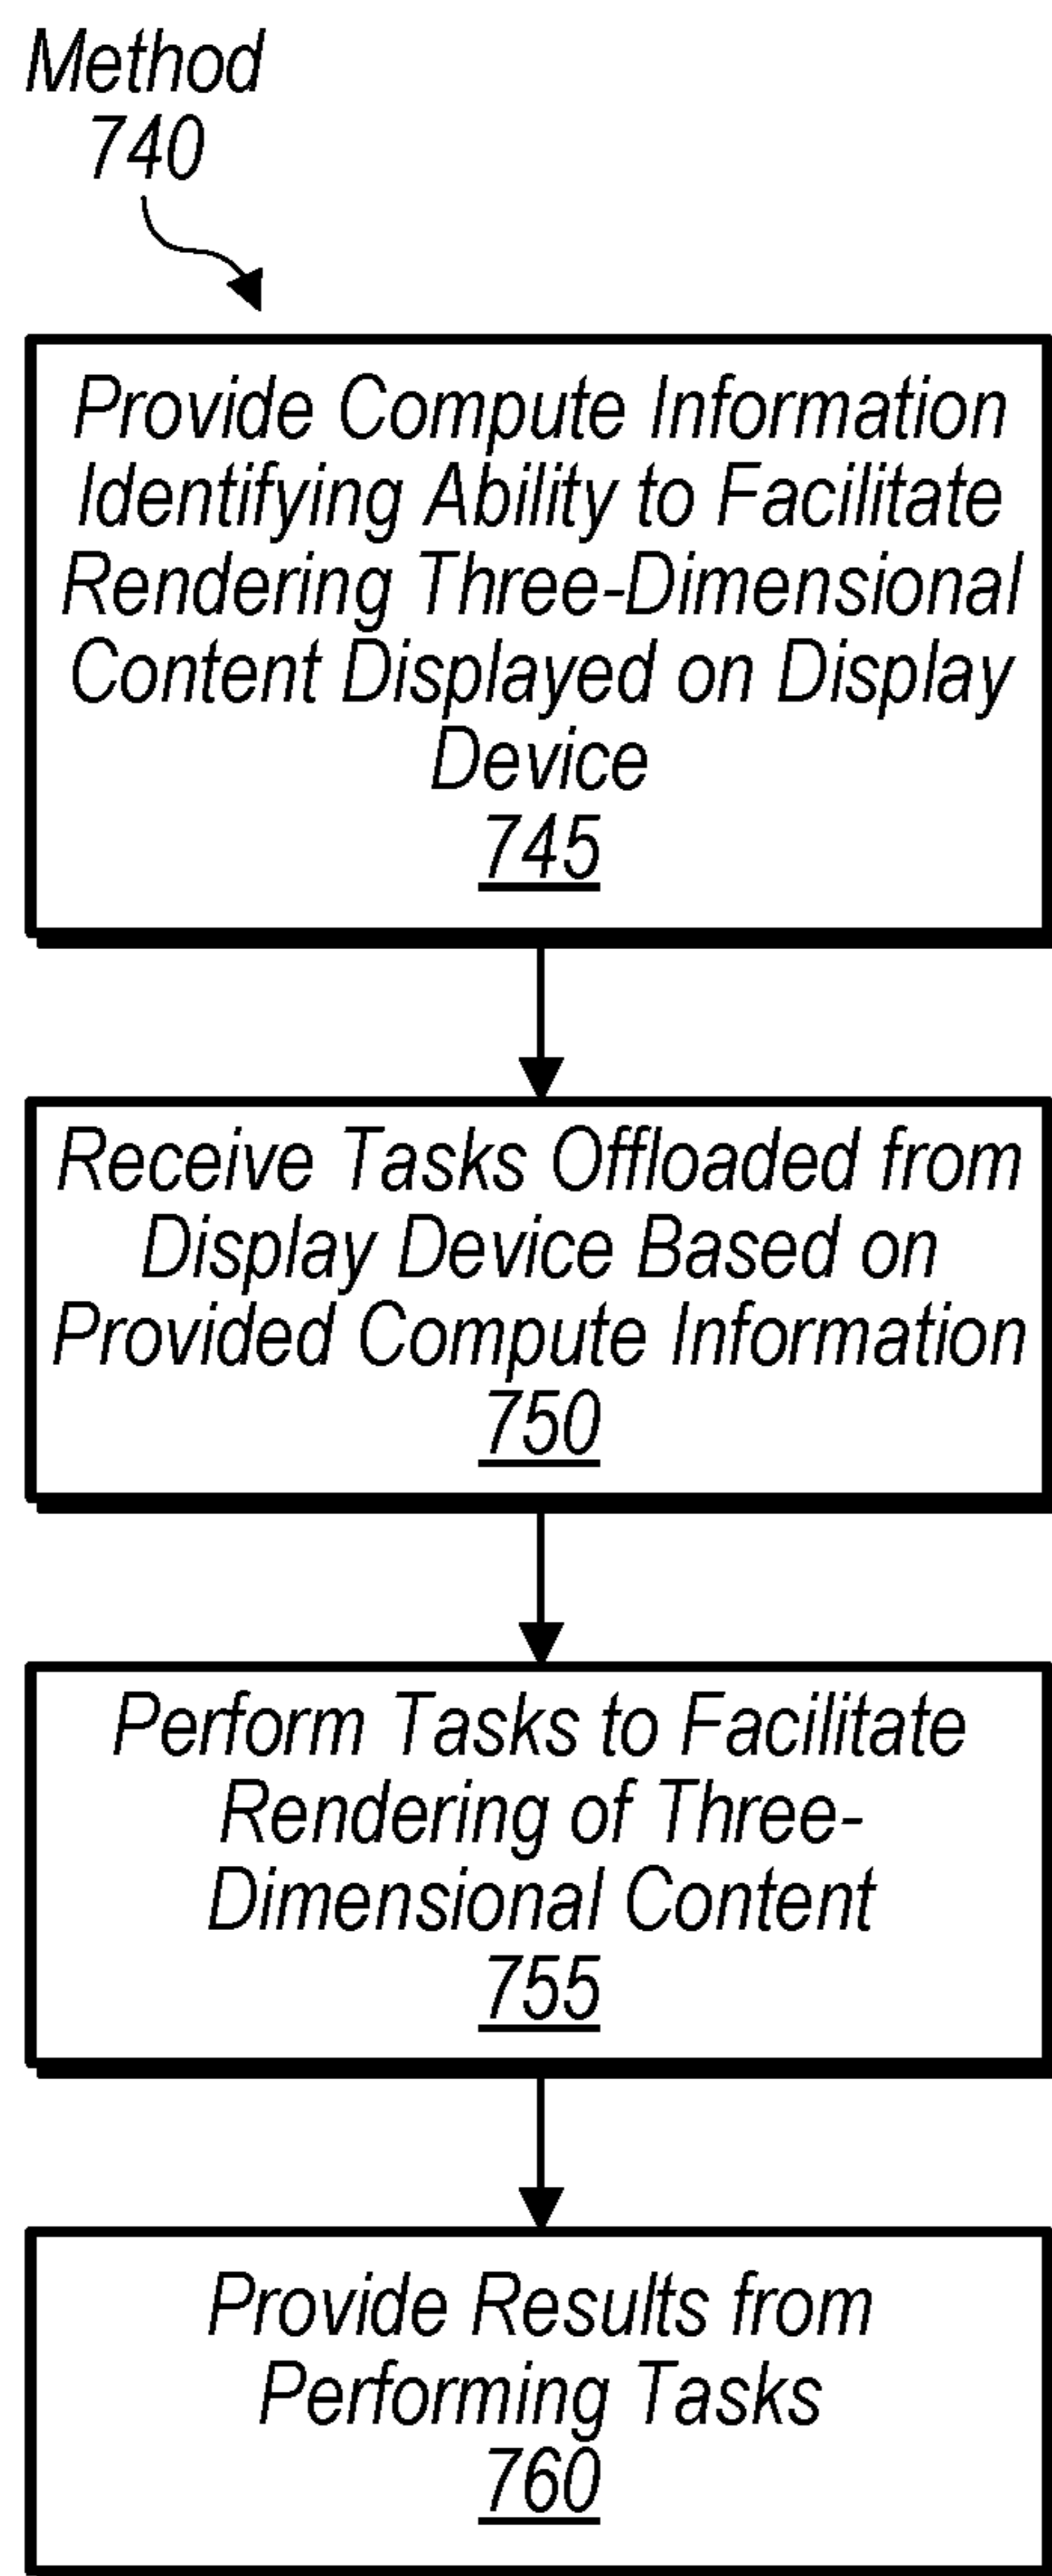 Method
740
Provide Compute Information
Identifying Ability to Facilitate
Rendering Three-Dimensional
Content Displayed on Display
Device
745
Receive Tasks Offloaded from
Display Device Based on
Provided Compute Information
750
Perform Tasks to Facilitate
Rendering of Three-
Dimensional Content
755
Provide Results from
Performing Tasks
760